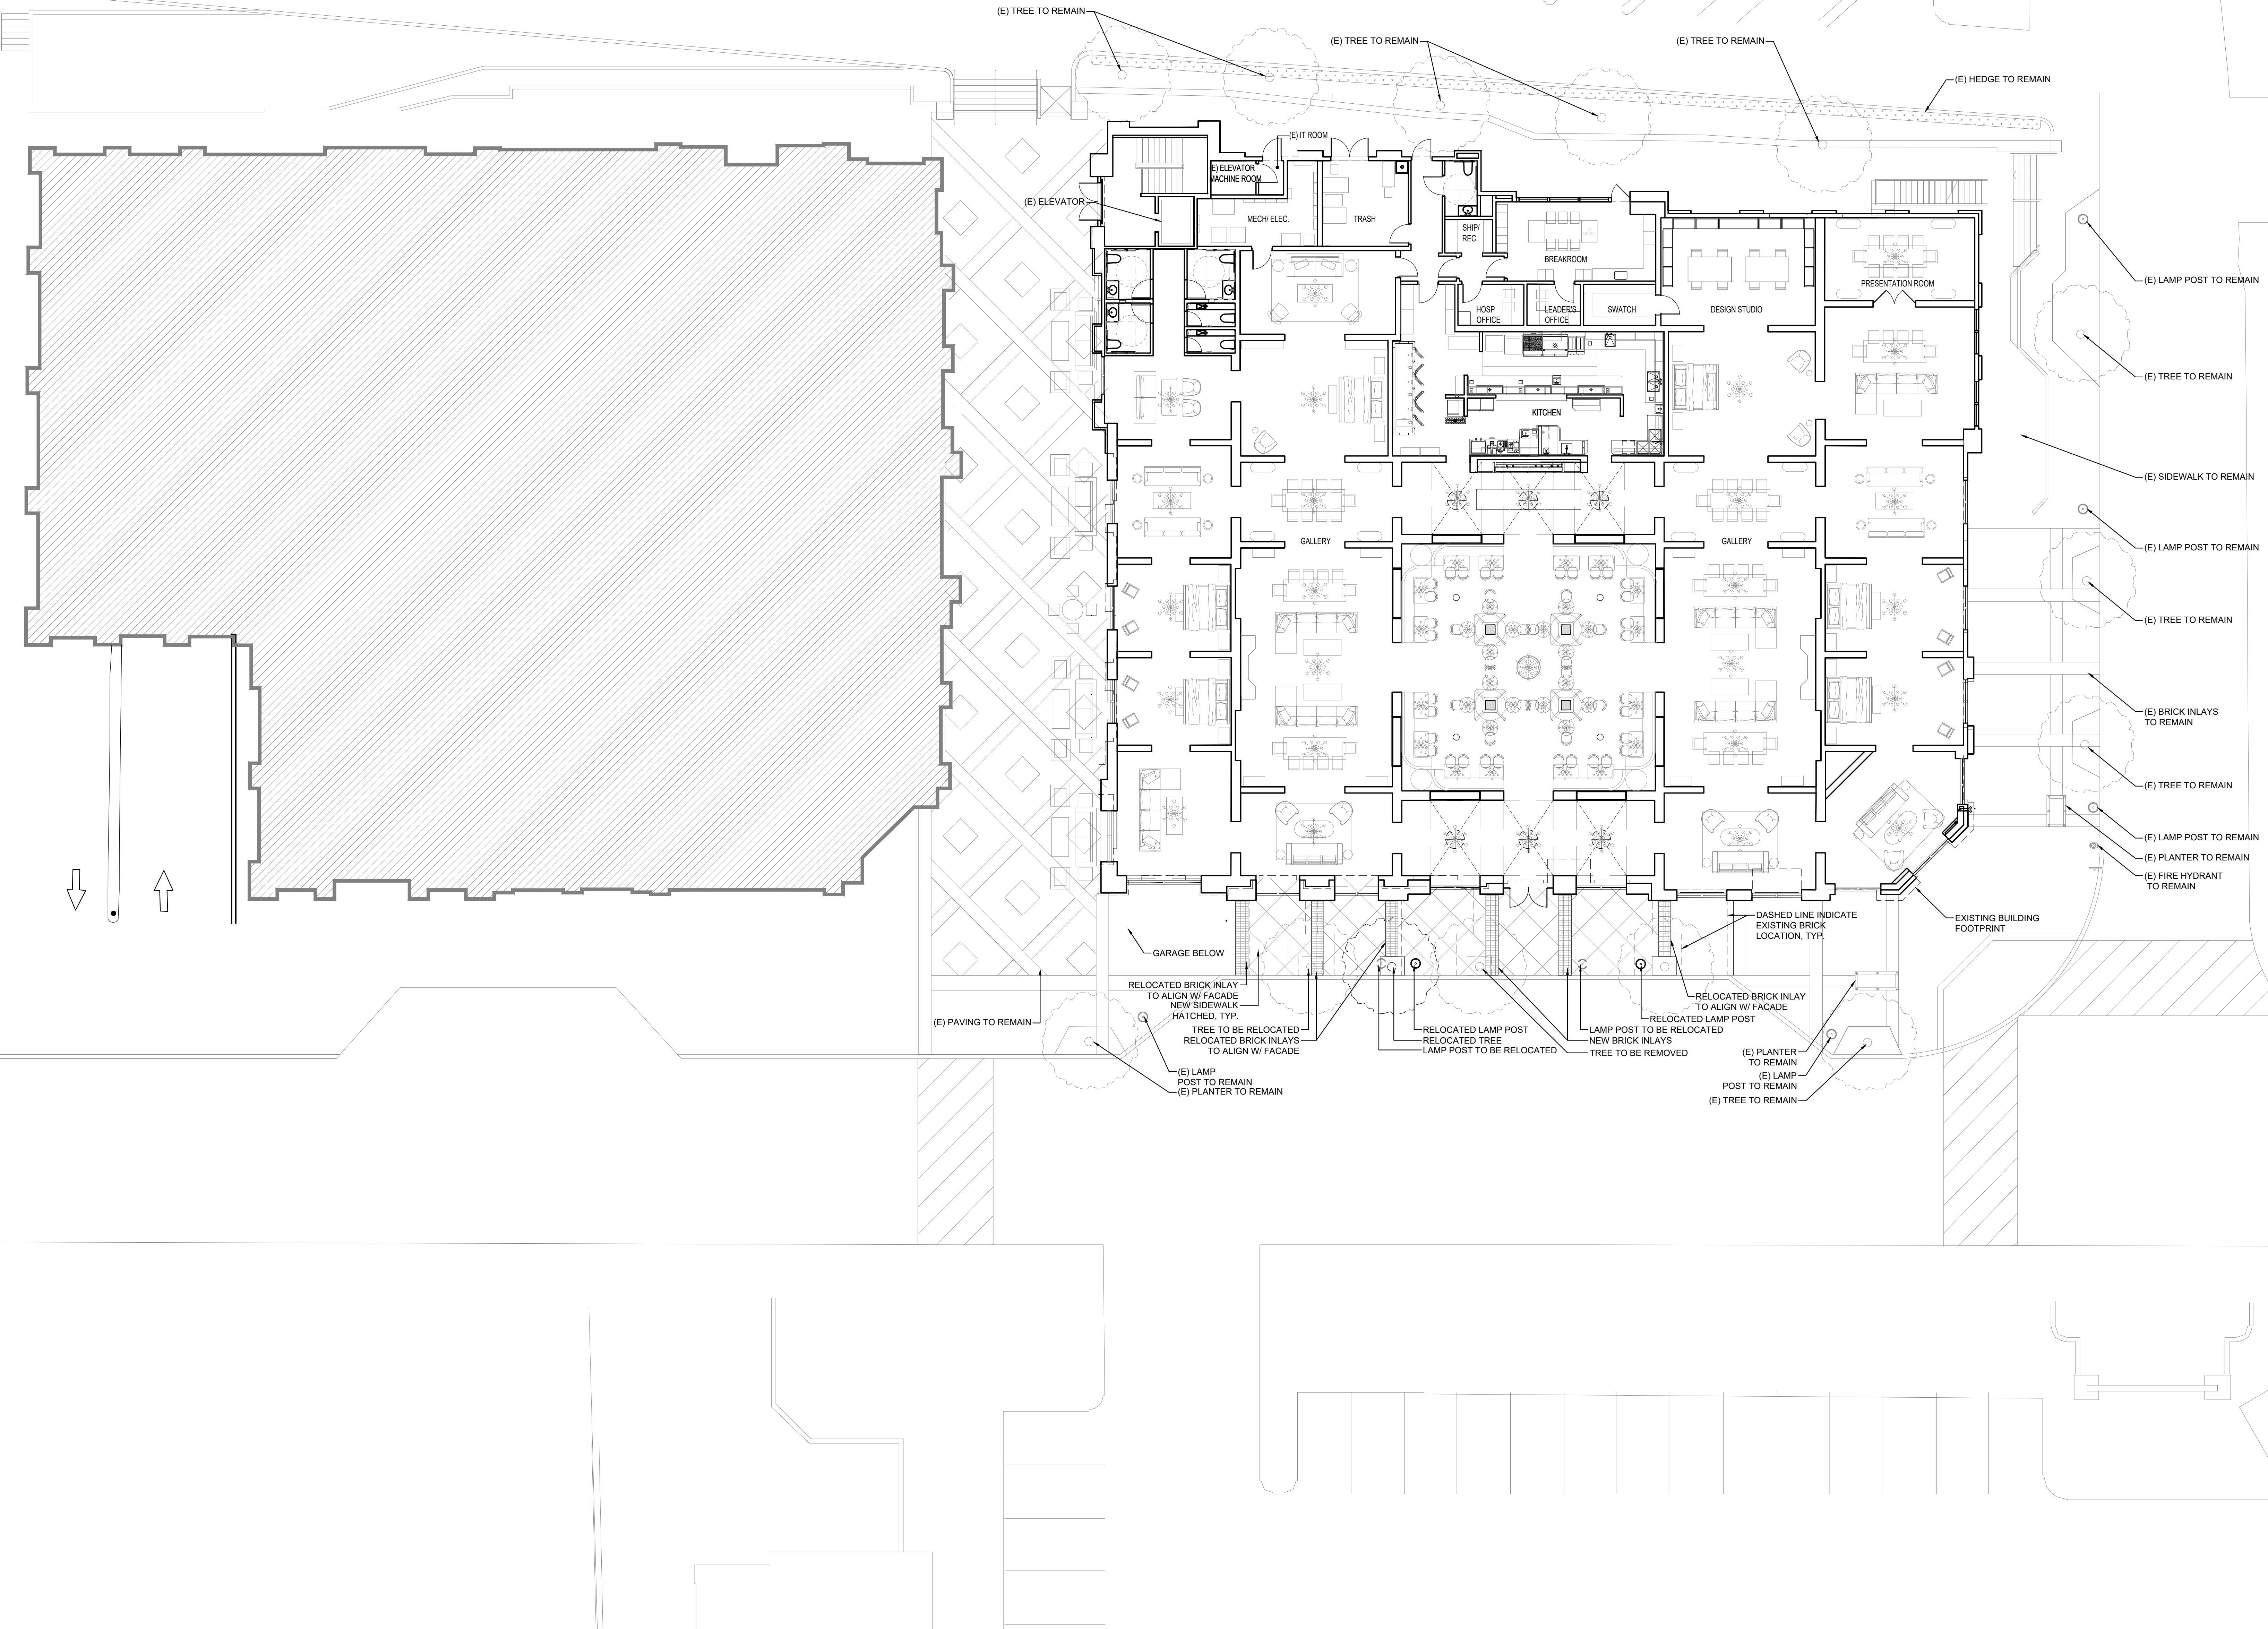 (E) TREE TO REMAIN
(E) TREE TO REMAIN
(E) TREE TO REMAIN
(E) HEDGE TO REMAIN
(E) IT ROOM
(E) ELEVATOR
MACHINE ROOM
(E) ELEVATOR
MECH/ ELEC.
TRASH
SHIP/
REC
BREAKROOM
PRESENTATION ROOM
HOSP
OFFICE
LEADER'S
OFFICE
SWATCH
DESIGN STUDIO
KITCHEN
GALLERY
GALLERY
(E) LAMP POST TO REMAIN
(E) TREE TO REMAIN
(E) SIDEWALK TO REMAIN
(E) LAMP POST TO REMAIN
(E) TREE TO REMAIN
(E) BRICK INLAYS
TO REMAIN
(E) TREE TO REMAIN
(E) LAMP POST TO REMAIN
(E) PLANTER TO REMAIN
(E) FIRE HYDRANT
TO REMAIN
EXISTING BUILDING
FOOTPRINT
DASHED LINE INDICATE
EXISTING BRICK
LOCATION, TYP.
GARAGE BELOW
RELOCATED BRICK INLAY
TO ALIGN W/ FACADE
NEW SIDEWALK
HATCHED, TYP.
(E) PAVING TO REMAIN
TREE TO BE RELOCATED
RELOCATED BRICK INLAYS
TO ALIGN W/ FACADE
RELOCATED LAMP POST
RELOCATED TREE
LAMP POST TO BE RELOCATED
LAMP POST TO BE RELOCATED
NEW BRICK INLAYS
TREE TO BE REMOVED
RELOCATED BRICK INLAY
TO ALIGN W/ FACADE
RELOCATED LAMP POST
(E) PLANTER
TO REMAIN
(E) LAMP
POST TO REMAIN
(E) TREE TO REMAIN
(E) LAMP
POST TO REMAIN
(E) PLANTER TO REMAIN